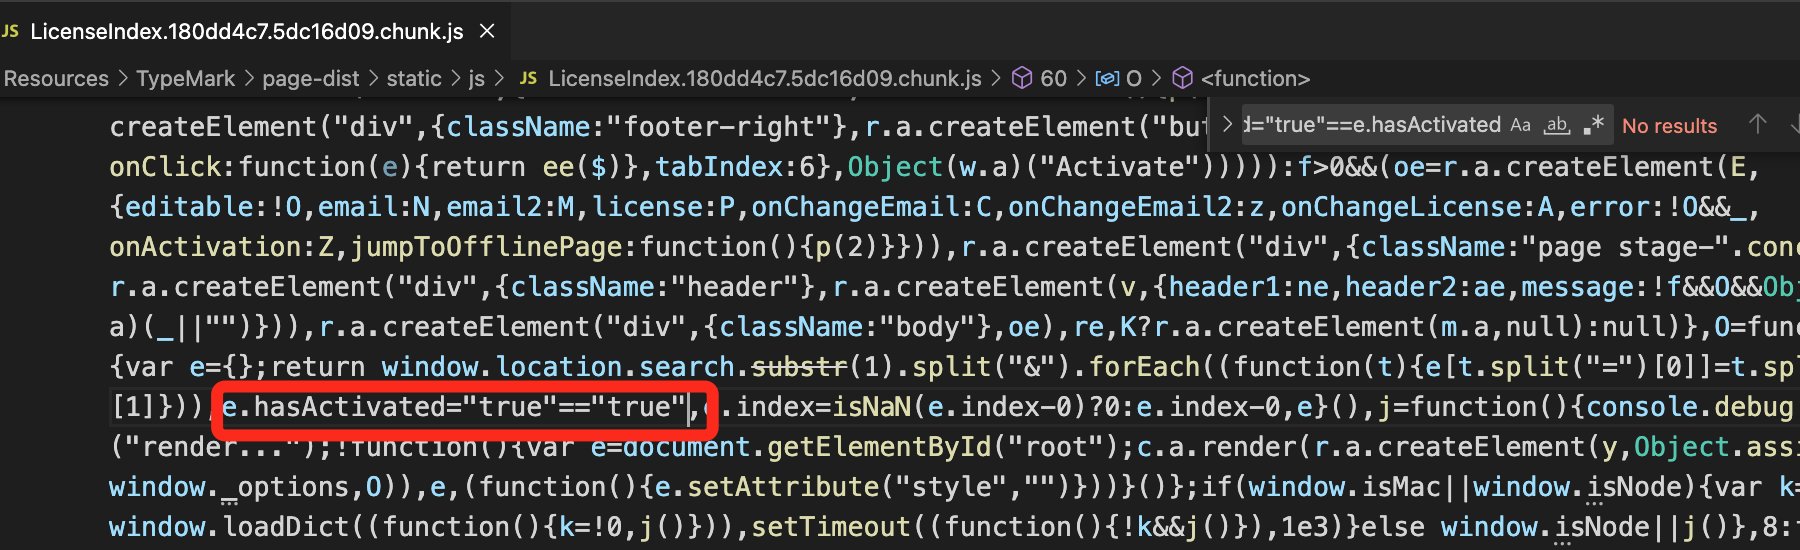 JS LicenseIndex.180dd4c7.5dc16d09.chunk.js ×
Resources > TypeMark > page-dist > static > js > JS LicenseIndex.180dd4c7.5dc16d09.chunk.js > 60 > O > <function>
> d="true"==e.hasActivated Aa ab .* No results
createElement("div",{className:"footer-right"},r.a.createElement("but
onClick:function(e){return ee($)},tabIndex:6},Object(w.a)("Activate"))))):f>0&&(oe=r.a.createElement(E,
{editable:!0,email:N,email2:M,license:P,onChangeEmail:C,onChangeEmail2:z,onChangeLicense:A,error:!O&&_,
onActivation:Z,jumpToOfflinePage:function(){p(2)}})),r.a.createElement("div",{className:"page stage-".conc
r.a.createElement("div",{className:"header"},r.a.createElement(v,{header1:ne,header2:ae,message:!f&&O&&Obj
a)(_||"")})),r.a.createElement("div",{className:"body"},oe),re,K?r.a.createElement(m.a,null):null)},O=func
{var e={};return window.location.search.substr(1).split("&").forEach((function(t){e[t.split("=")[0]]=t.spl
[1]})),e.hasActivated="true"=="true",e.index=isNaN(e.index-0)?0:e.index-0,e}(),j=function(){console.debug
("render...");!function(){var e=document.getElementById("root");c.a.render(r.a.createElement(y,Object.assi
window._options,O)),e,(function(){e.setAttribute("style","")}))}()};if(window.isMac||window.isNode){var k=
window.loadDict((function(){k=!0,j()})),setTimeout((function(){!k&&j()}),1e3)}else window.isNode||j()},8: